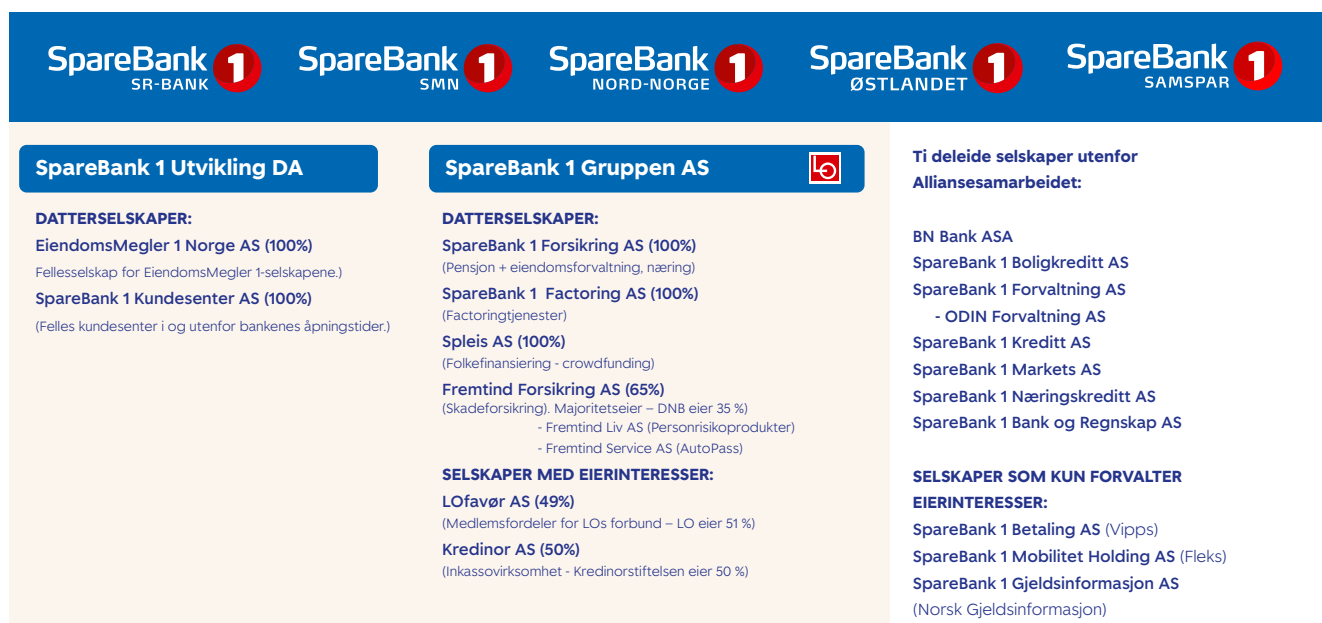 SpareBank 1
SR-BANK
SpareBank 1
SMN
SpareBank 1
NORD-NORGE
SpareBank 1
ØSTLANDET
SpareBank 1
SAMSPAR
SpareBank 1 Utvikling DA
DATTERSELSKAPER:
EiendomsMegler 1 Norge AS (100%)
Fellesselskap for EiendomsMegler 1-selskapene.)
SpareBank 1 Kundesenter AS (100%)
(Felles kundesenter i og utenfor bankenes åpningstider.)
SpareBank 1 Gruppen AS
LO
DATTERSELSKAPER:
SpareBank 1 Forsikring AS (100%)
(Pensjon + eiendomsforvaltning, næring)
SpareBank 1 Factoring AS (100%)
(Factoringtjenester)
Spleis AS (100%)
(Folkefinansiering - crowdfunding)
Fremtind Forsikring AS (65%)
(Skadeforsikring). Majoritetseier – DNB eier 35 %)
- Fremtind Liv AS (Personrisikoprodukter)
- Fremtind Service AS (AutoPass)
SELSKAPER MED EIERINTERESSER:
LOfavør AS (49%)
(Medlemsfordeler for LOs forbund – LO eier 51 %)
Kredinor AS (50%)
(Inkassovirksomhet - Kredinorstiftelsen eier 50 %)
Ti deleide selskaper utenfor
Alliansesamarbeidet:
BN Bank ASA
SpareBank 1 Boligkreditt AS
SpareBank 1 Forvaltning AS
- ODIN Forvaltning AS
SpareBank 1 Kreditt AS
SpareBank 1 Markets AS
SpareBank 1 Næringskreditt AS
SpareBank 1 Bank og Regnskap AS
SELSKAPER SOM KUN FORVALTER
EIERINTERESSER:
SpareBank 1 Betaling AS (Vipps)
SpareBank 1 Mobilitet Holding AS (Fleks)
SpareBank 1 Gjeldsinformasjon AS
(Norsk Gjeldsinformasjon)